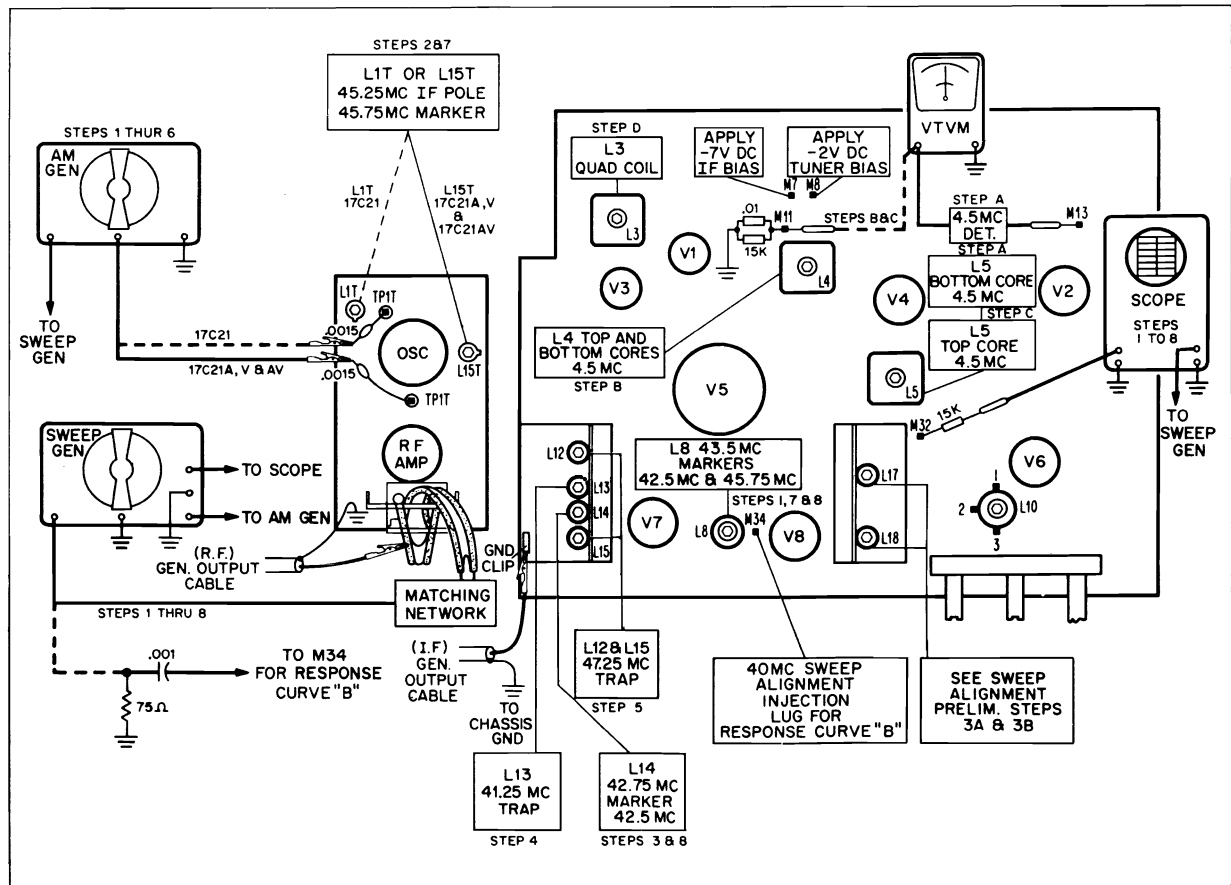 STEPS 2&7
L1T OR L15T
45.25MC IF POLE
45.75MC MARKER
STEPS 1 THUR 6
AM
GEN
TO
SWEEP
GEN
L1T
17C21
L15T
17C21A,V
&
17C21AV
17C21
17C21A, V & AV
L1T
TP1T
.0015
OSC
L15T
.0015
TP1T
RF
AMP
SWEEP
GEN
TO SCOPE
TO AM GEN
(R.F.)
GEN. OUTPUT
CABLE
STEPS 1 THRU 8
MATCHING
NETWORK
GND
CLIP
.001
TO M34
FOR RESPONSE
CURVE "B"
75Ω
(I.F)
GEN.
OUTPUT
CABLE
TO
CHASSIS
GND
STEP D
L3
QUAD COIL
L3
APPLY
-7V DC
IF BIAS
APPLY
-2V DC
TUNER BIAS
M7
M8
VTVM
.01
M11
15K
STEPS B&C
STEP A
4.5MC
DET.
M13
STEP A
L5
BOTTOM CORE
4.5 MC
STEP C
L5
TOP CORE
4.5MC
V1
V3
L4
V4
V2
SCOPE
STEPS
1 TO 8
TO
SWEEP
GEN
L4 TOP AND
BOTTOM CORES
4.5 MC
STEP B
V5
L5
M32
15K
L12
L13
L14
L15
L8 43.5 MC
MARKERS
42.5 MC & 45.75 MC
STEPS 1, 7 & 8
V7
L8
M34
V8
L17
L18
V6
1
2
L10
3
L12 & L15
47.25 MC
TRAP
STEP 5
L13
41.25 MC
TRAP
STEP 4
L14
42.75 MC
MARKER
42.5 MC
STEPS 3 & 8
40MC SWEEP
ALIGNMENT
INJECTION
LUG FOR
RESPONSE CURVE "B"
SEE SWEEP
ALIGNMENT
PRELIM. STEPS
3A & 3B